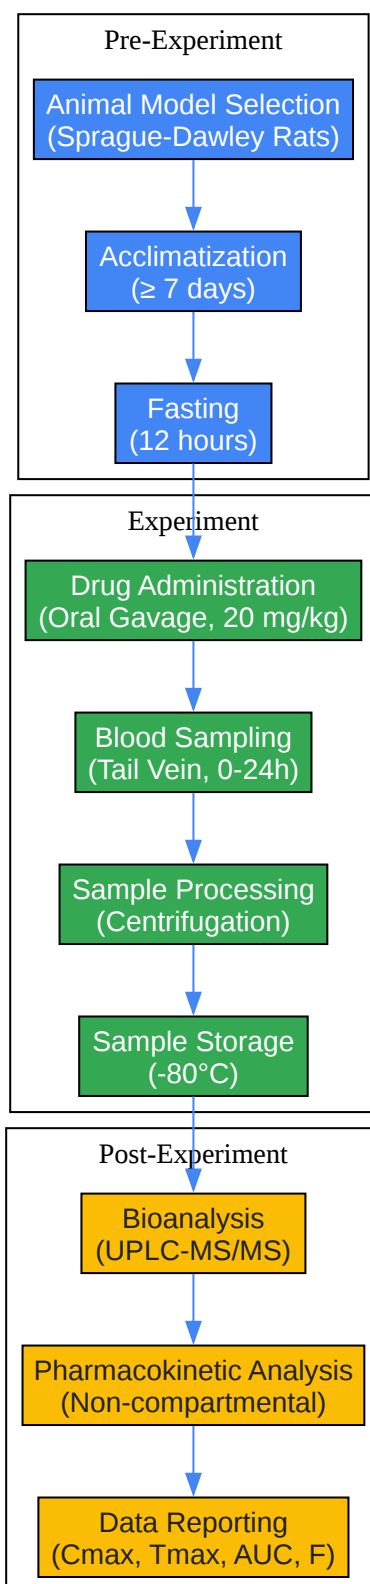 Pre-Experiment
Animal Model Selection
(Sprague-Dawley Rats)
Acclimatization
(≥ 7 days)
Fasting
(12 hours)
Experiment
Drug Administration
(Oral Gavage, 20 mg/kg)
Blood Sampling
(Tail Vein, 0-24h)
Sample Processing
(Centrifugation)
Sample Storage
(-80°C)
Post-Experiment
Bioanalysis
(UPLC-MS/MS)
Pharmacokinetic Analysis
(Non-compartmental)
Data Reporting
(Cmax, Tmax, AUC, F)